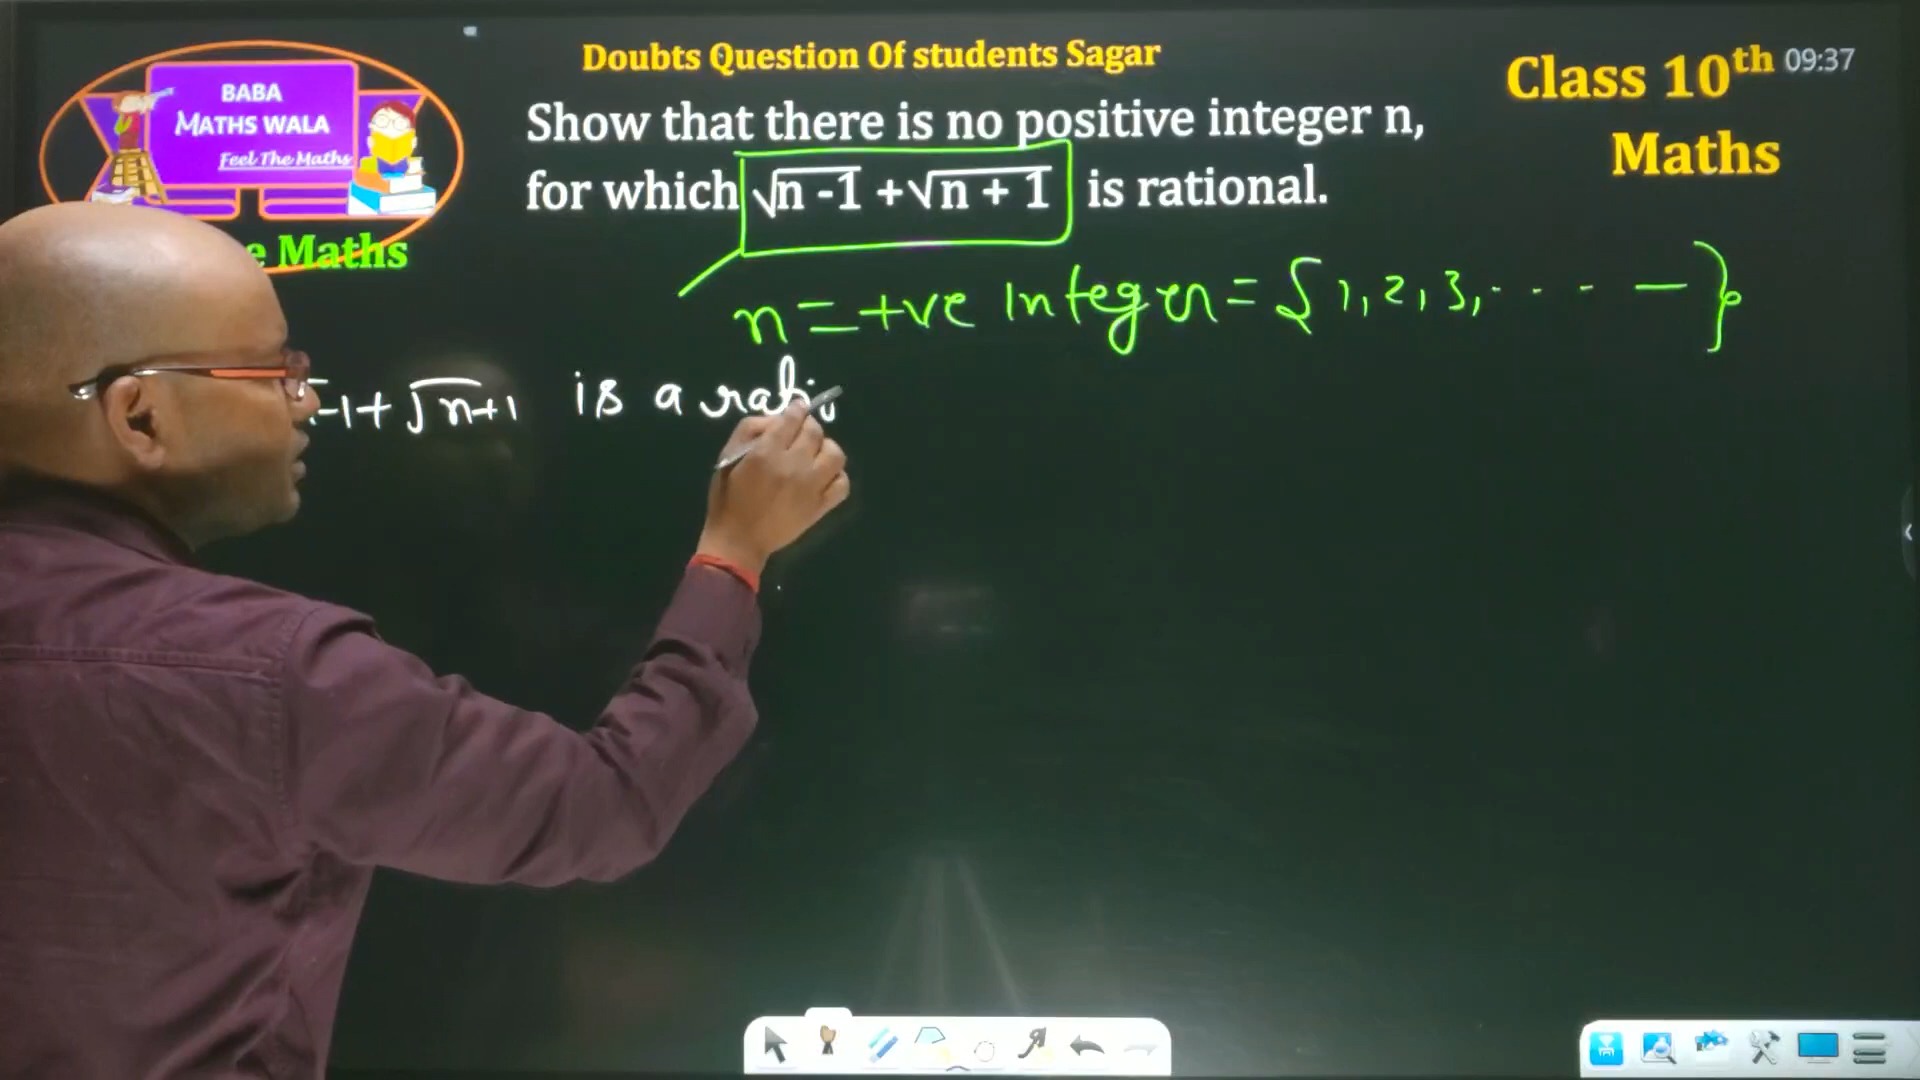 Doubts Question Of students Sagar
Class 10th 09:37
Maths
BABA
MATHS WALA
Feel The Maths
Show that there is no positive integer n,
for which √n -1 +√n + 1 is rational.
e Maths
n = +ve Integer = { 1, 2, 3, . . . . — }
-1 + √n+1 is a ratio